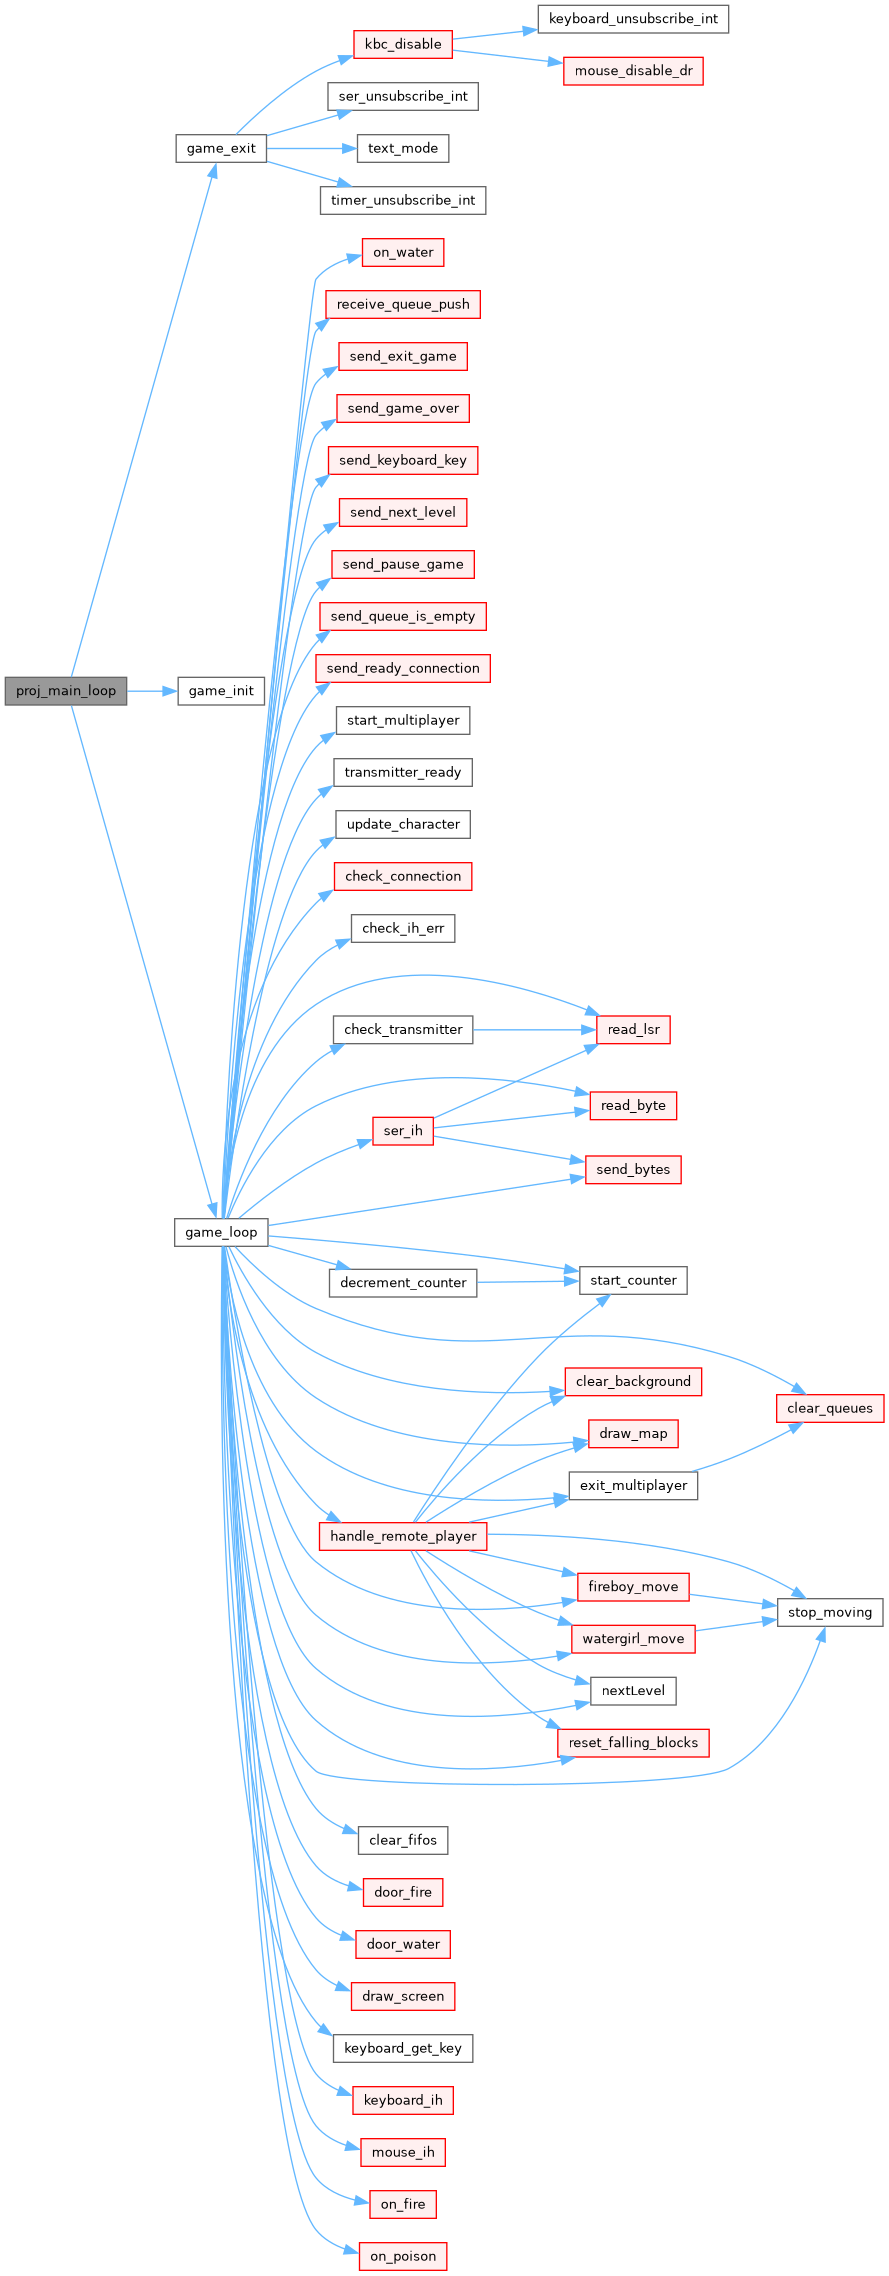 keyboard_unsubscribe_int
kbc_disable
mouse_disable_dr
ser_unsubscribe_int
game_exit
text_mode
timer_unsubscribe_int
on_water
receive_queue_push
send_exit_game
send_game_over
send_keyboard_key
send_next_level
send_pause_game
send_queue_is_empty
send_ready_connection
proj_main_loop
game_init
start_multiplayer
transmitter_ready
update_character
check_connection
check_ih_err
check_transmitter
read_lsr
read_byte
ser_ih
send_bytes
game_loop
start_counter
decrement_counter
clear_background
clear_queues
draw_map
exit_multiplayer
handle_remote_player
fireboy_move
stop_moving
watergirl_move
nextLevel
reset_falling_blocks
clear_fifos
door_fire
door_water
draw_screen
keyboard_get_key
keyboard_ih
mouse_ih
on_fire
on_poison